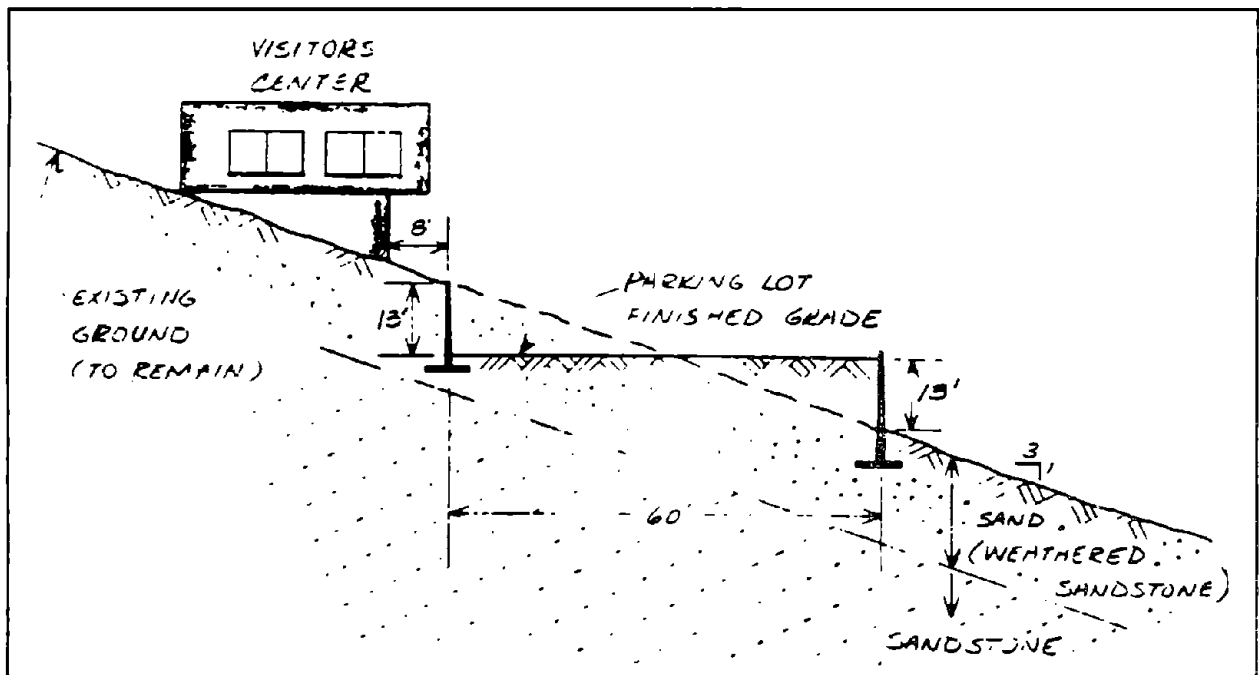 VISITORS
CENTER
8'
13'
EXISTING
GROUND
(TO REMAIN)
PARKING LOT
FINISHED GRADE
13'
3
1
60
SAND
(WEATHERED
SANDSTONE)
SANDSTONE